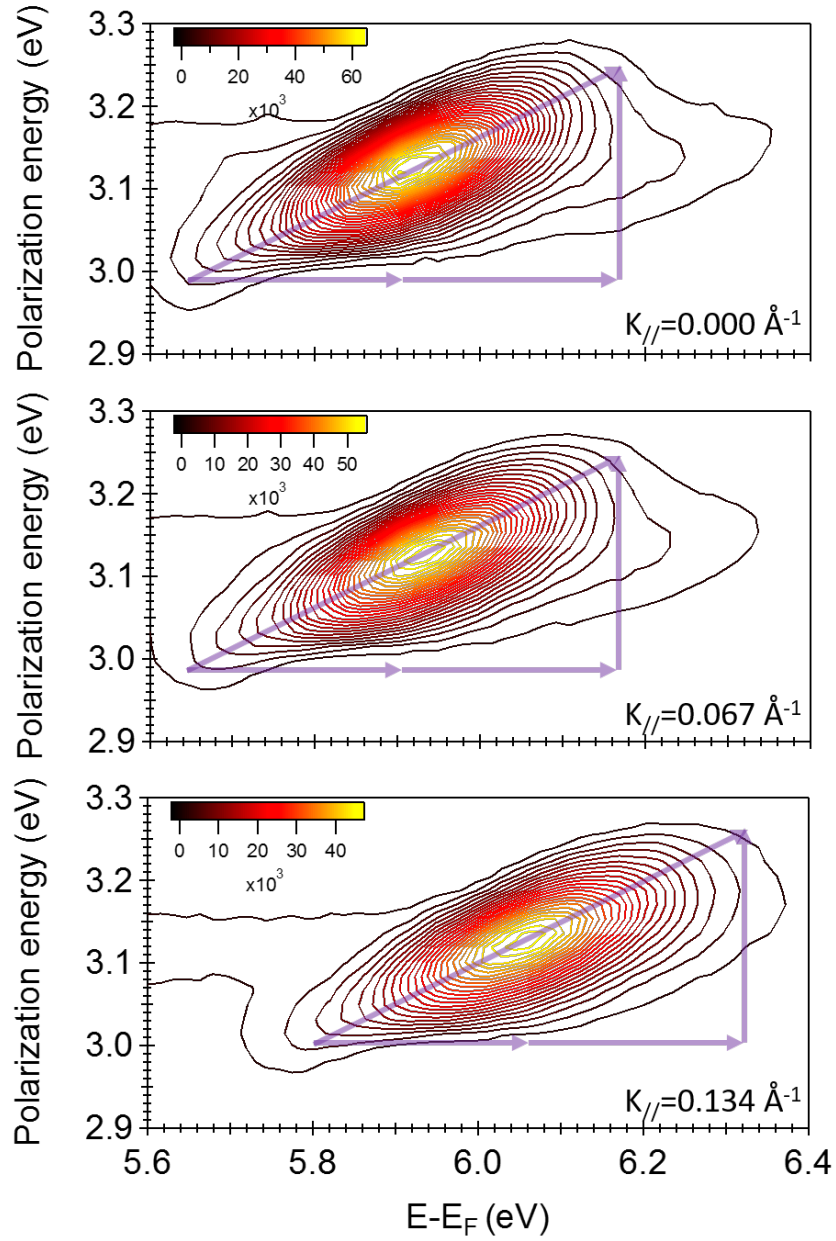 Polarization energy (eV)
3.3
3.2
3.1
3.0
2.9
0 20 40 60
x10³
K//=0.000 Å⁻¹
Polarization energy (eV)
3.3
3.2
3.1
3.0
2.9
0 10 20 30 40 50
x10³
K//=0.067 Å⁻¹
Polarization energy (eV)
3.3
3.2
3.1
3.0
2.9
0 10 20 30 40
x10³
K//=0.134 Å⁻¹
5.6 5.8 6.0 6.2 6.4
E-EF (eV)